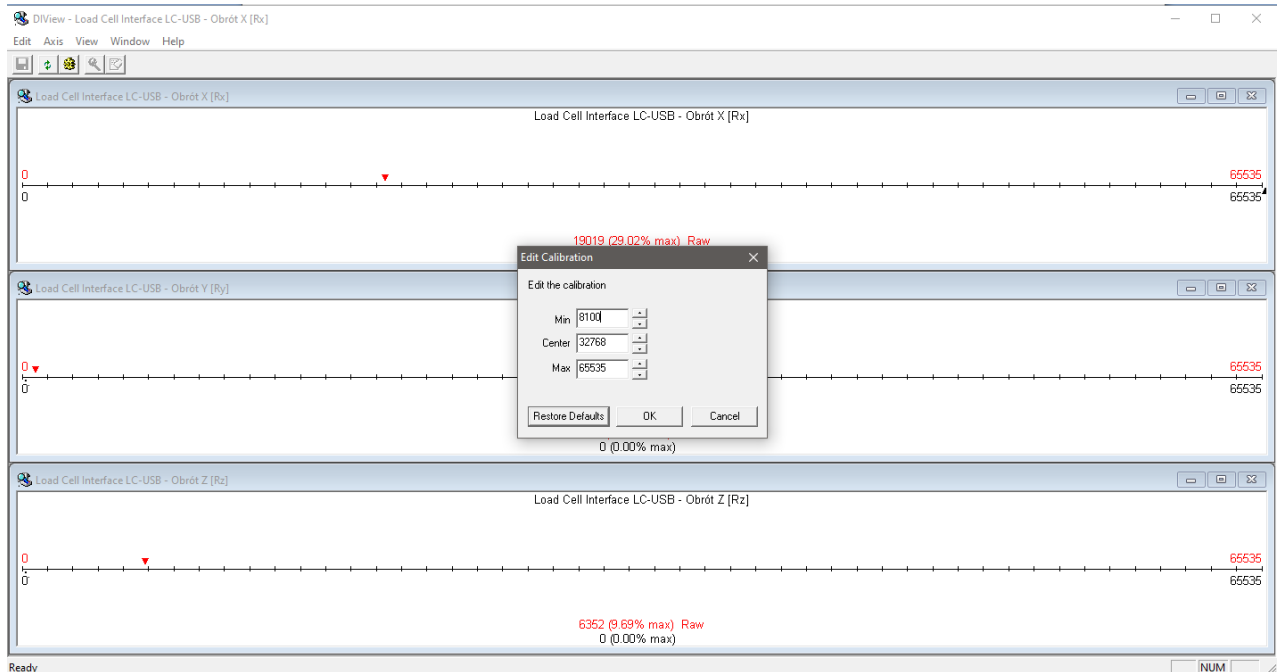 DIView - Load Cell Interface LC-USB - Obrót X [Rx]
Edit Axis View Window Help
Load Cell Interface LC-USB - Obrót X [Rx]
Load Cell Interface LC-USB - Obrót X [Rx]
0 65535
0 65535
19019 (29.02% max) Raw
Edit Calibration
Edit the calibration
Min 8100
Center 32768
Max 65535
Restore Defaults OK Cancel
Load Cell Interface LC-USB - Obrót Y [Ry]
0 65535
0 65535
0 (0.00% max)
Load Cell Interface LC-USB - Obrót Z [Rz]
Load Cell Interface LC-USB - Obrót Z [Rz]
0 65535
0 65535
6352 (9.69% max) Raw
0 (0.00% max)
Ready NUM